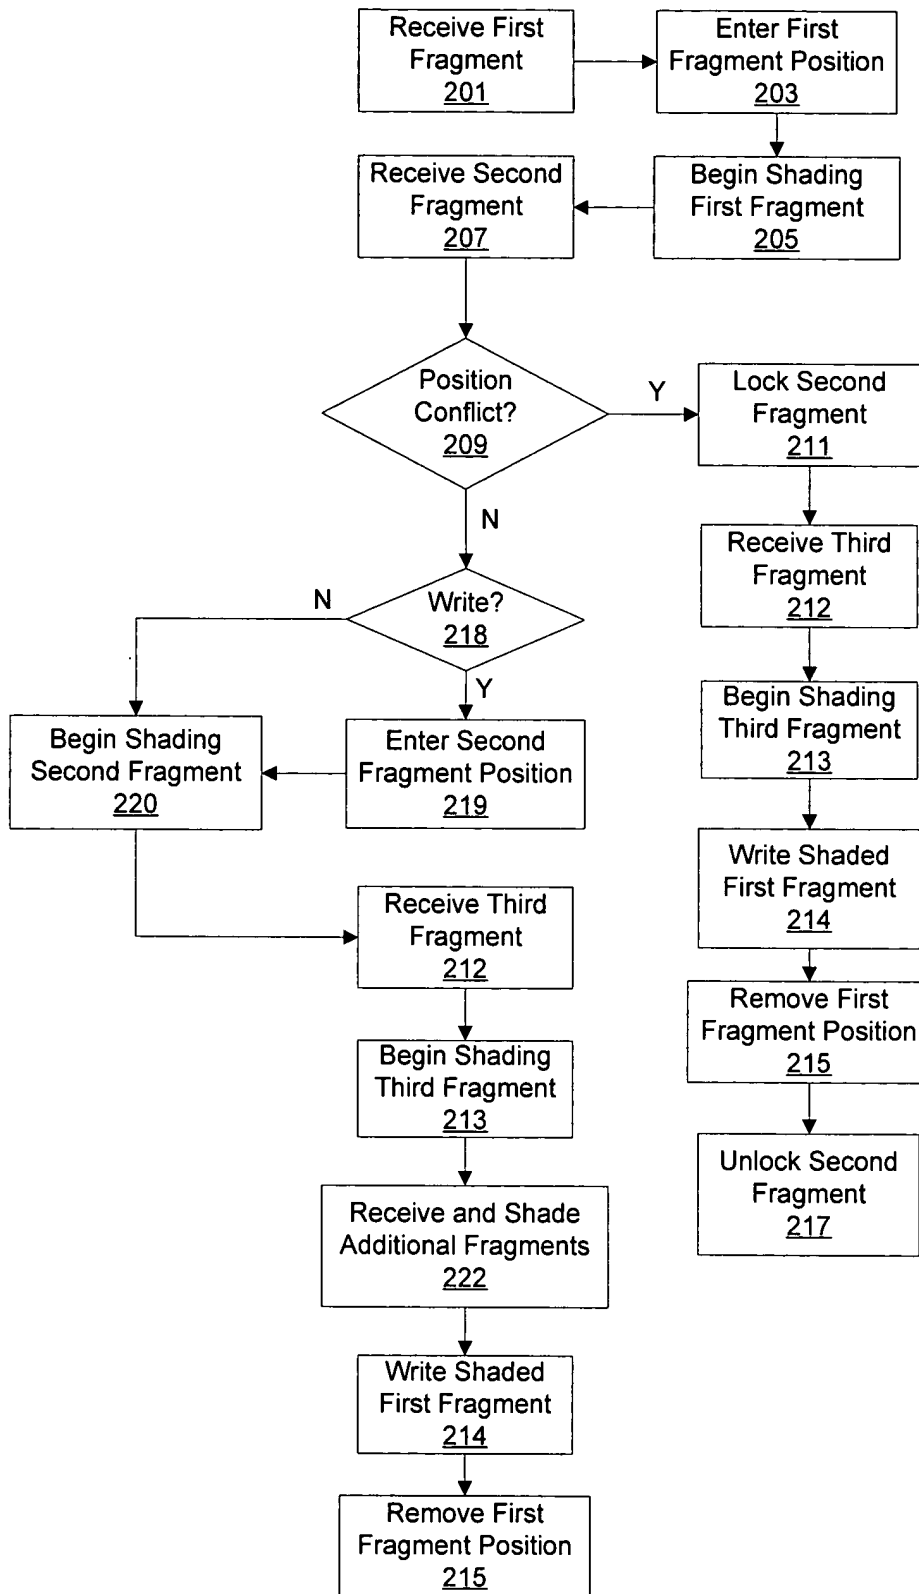 Receive First
Fragment
201
Enter First
Fragment Position
203
Receive Second
Fragment
207
Begin Shading
First Fragment
205
Position
Conflict?
209
Y
Lock Second
Fragment
211
N
Receive Third
Fragment
212
N
Write?
218
Y
Begin Shading
Third Fragment
213
Begin Shading
Second Fragment
220
Enter Second
Fragment Position
219
Write Shaded
First Fragment
214
Receive Third
Fragment
212
Remove First
Fragment Position
215
Begin Shading
Third Fragment
213
Unlock Second
Fragment
217
Receive and Shade
Additional Fragments
222
Write Shaded
First Fragment
214
Remove First
Fragment Position
215